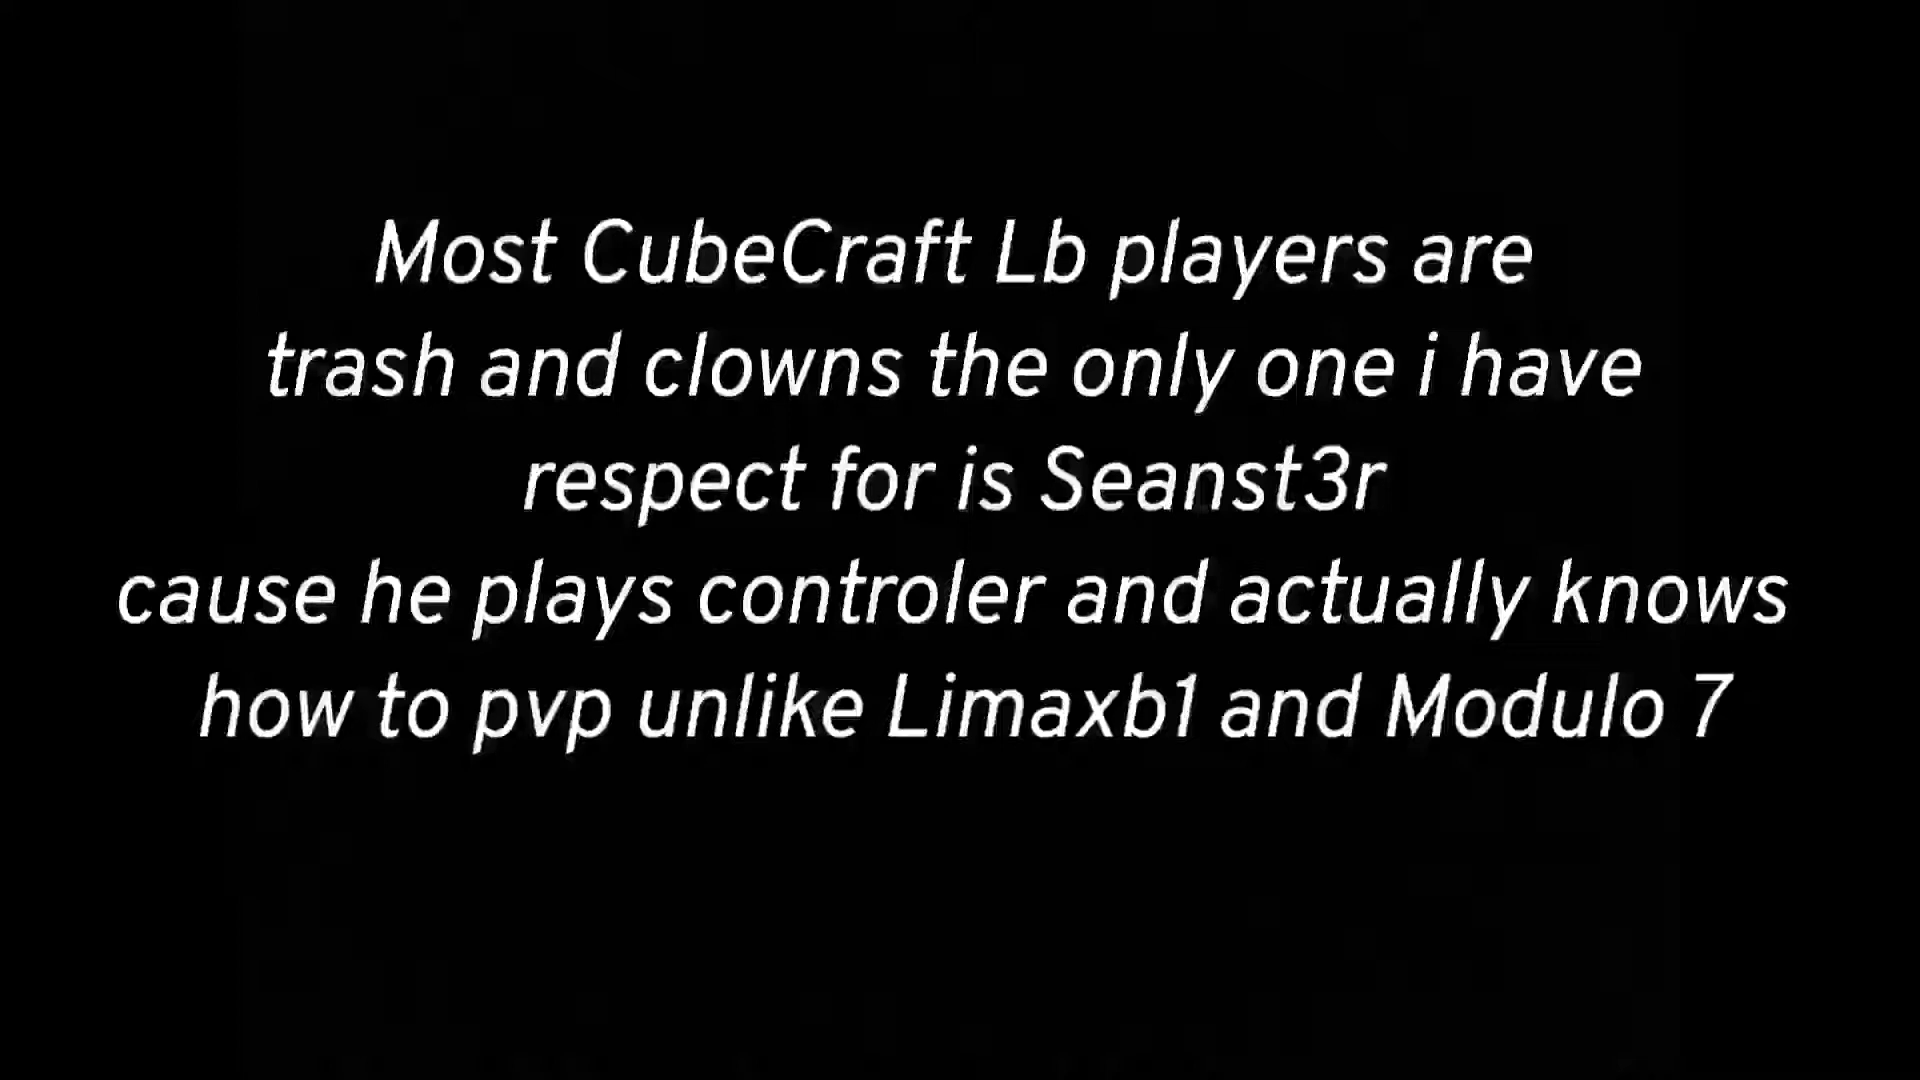 Most CubeCraft Lb players are
trash and clowns the only one i have
respect for is Seanst3r
cause he plays controler and actually knows
how to pvp unlike Limaxb1 and Modulo 7